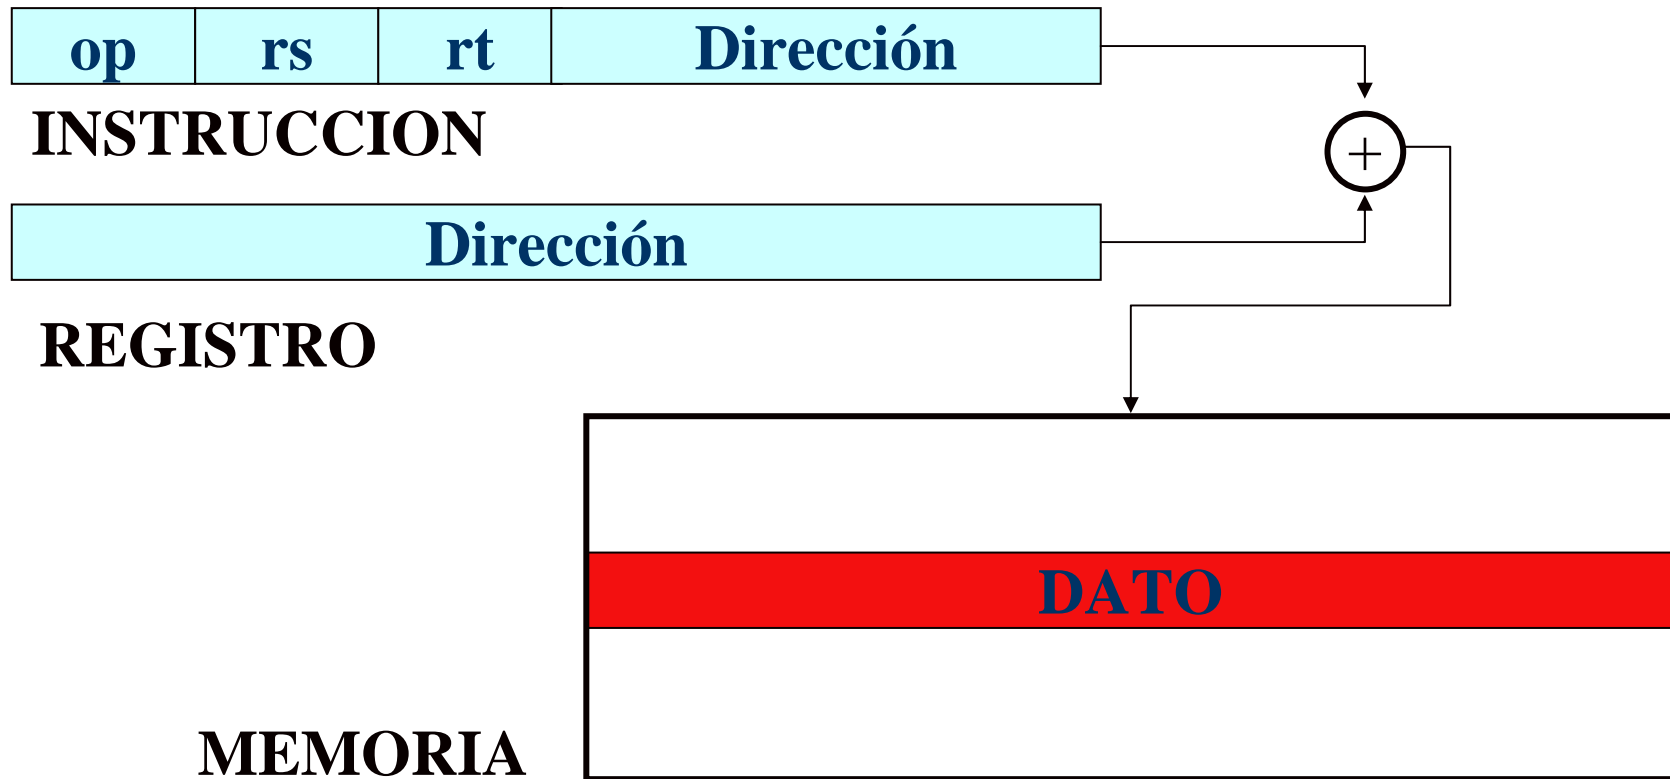 op rs rt Dirección
INSTRUCCION
+
Dirección
REGISTRO
DATO
MEMORIA